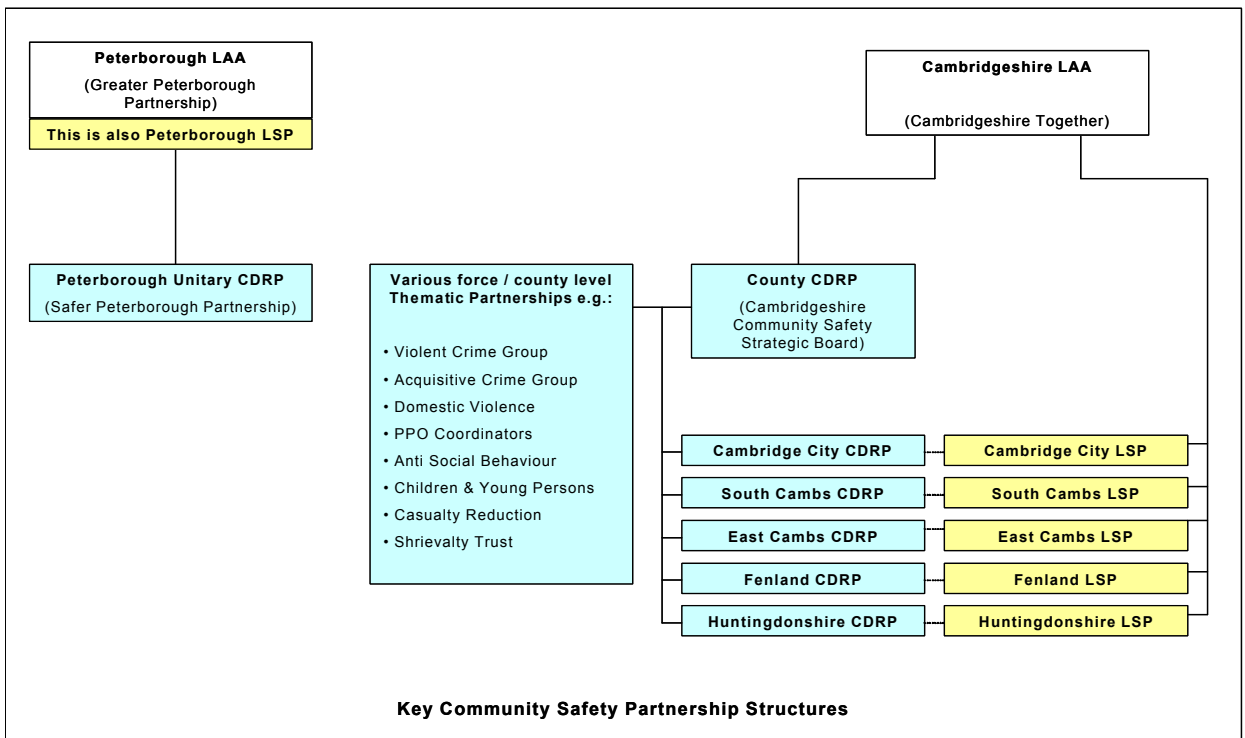 Peterborough LAA
(Greater Peterborough
Partnership)
This is also Peterborough LSP
Cambridgeshire LAA
(Cambridgeshire Together)
Peterborough Unitary CDRP
(Safer Peterborough Partnership)
Various force / county level
Thematic Partnerships e.g.:
• Violent Crime Group
• Acquisitive Crime Group
• Domestic Violence
• PPO Coordinators
• Anti Social Behaviour
• Children & Young Persons
• Casualty Reduction
• Shrievalty Trust
County CDRP
(Cambridgeshire
Community Safety
Strategic Board)
Cambridge City CDRP
Cambridge City LSP
South Cambs CDRP
South Cambs LSP
East Cambs CDRP
East Cambs LSP
Fenland CDRP
Fenland LSP
Huntingdonshire CDRP
Huntingdonshire LSP
Key Community Safety Partnership Structures